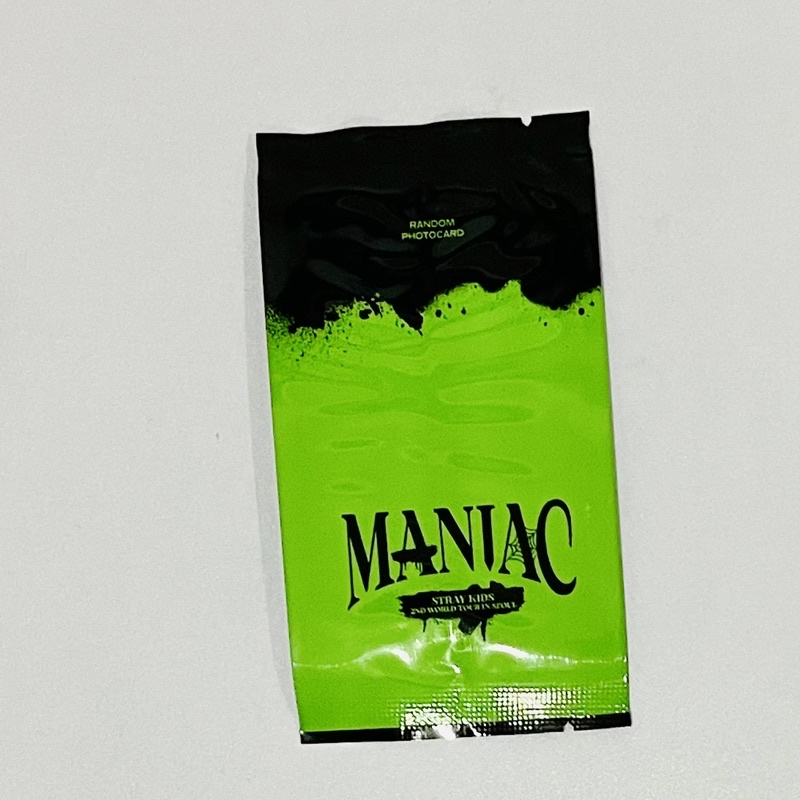 RANDOM
PHOTOCARD
MANIAC
STRAY KIDS
2ND WORLD TOUR IN SEOUL